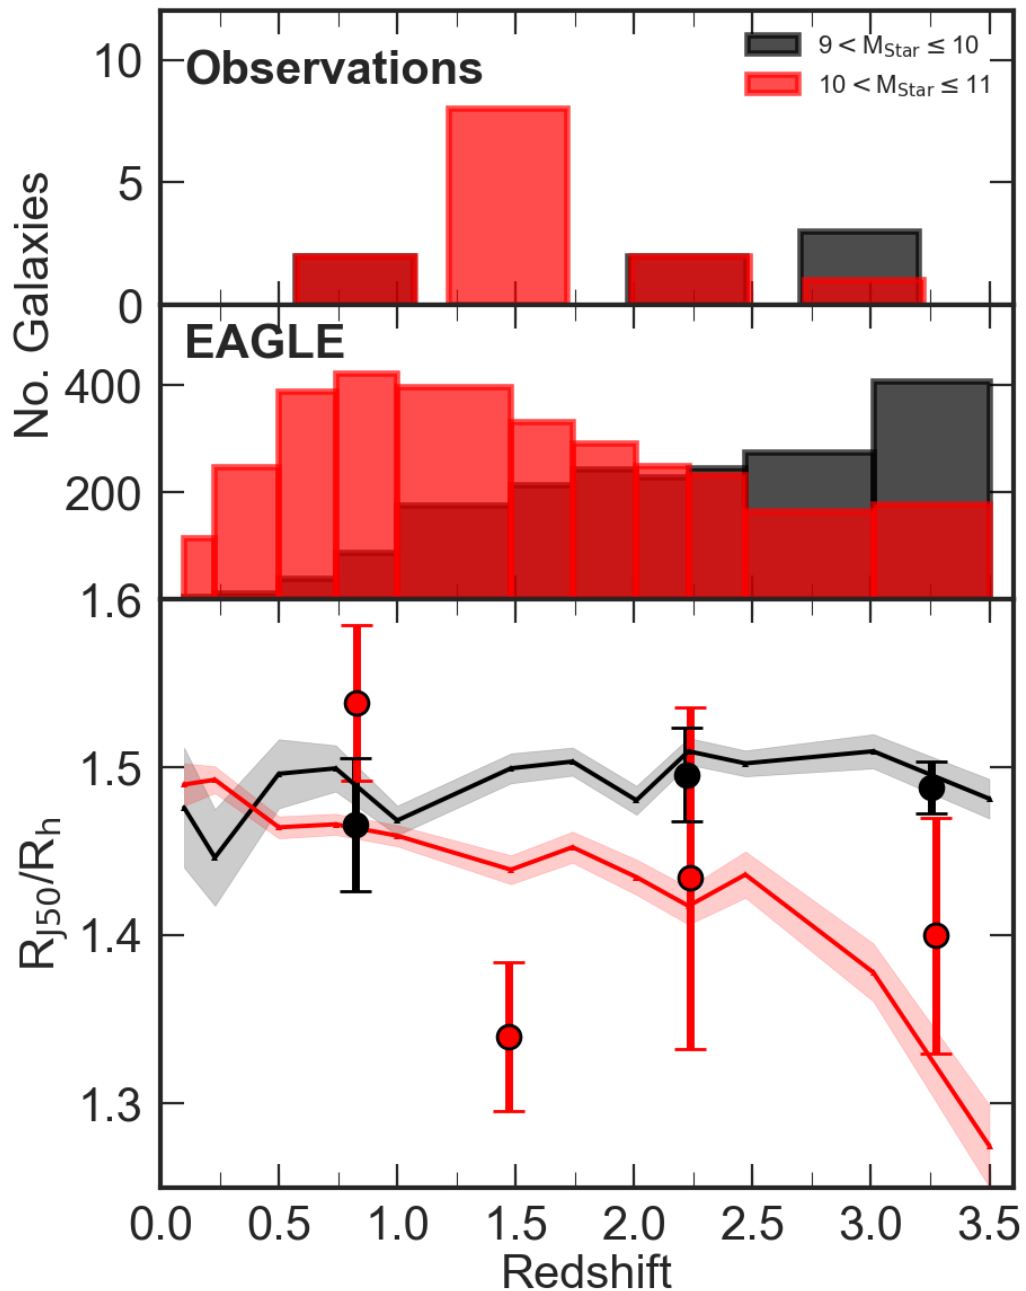 10
Observations
9 < M_Star ≤ 10
10 < M_Star ≤ 11
5
0
No. Galaxies
EAGLE
400
200
1.6
1.5
1.4
1.3
R_J50/R_h
0.0 0.5 1.0 1.5 2.0 2.5 3.0 3.5
Redshift